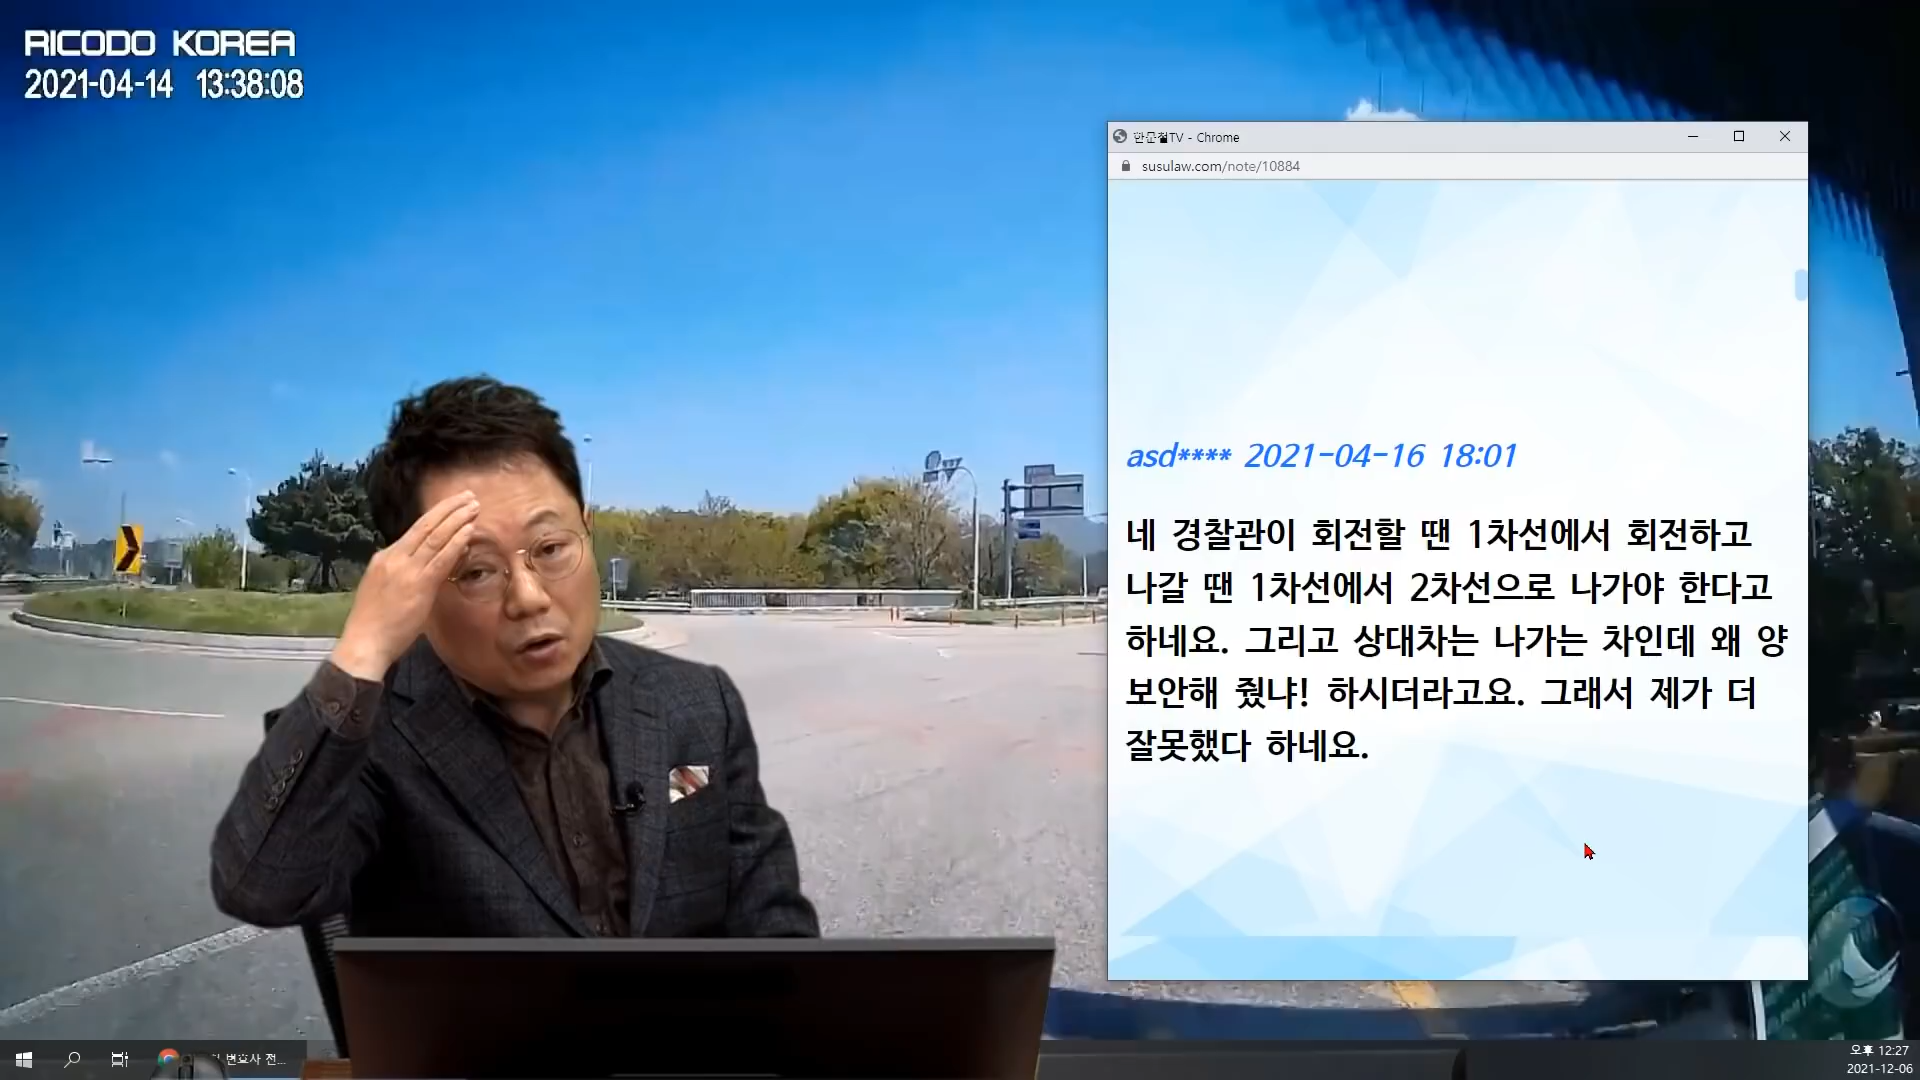 RICODO KOREA
2021-04-14 13:38:08
한문철TV - Chrome
susulaw.com/note/10884
asd**** 2021-04-16 18:01
네 경찰관이 회전할 땐 1차선에서 회전하고
나갈 땐 1차선에서 2차선으로 나가야 한다고
하네요. 그리고 상대차는 나가는 차인데 왜 양
보안해 줬냐! 하시더라고요. 그래서 제가 더
잘못했다 하네요.
변호사 전...
오후 12:27
2021-12-06